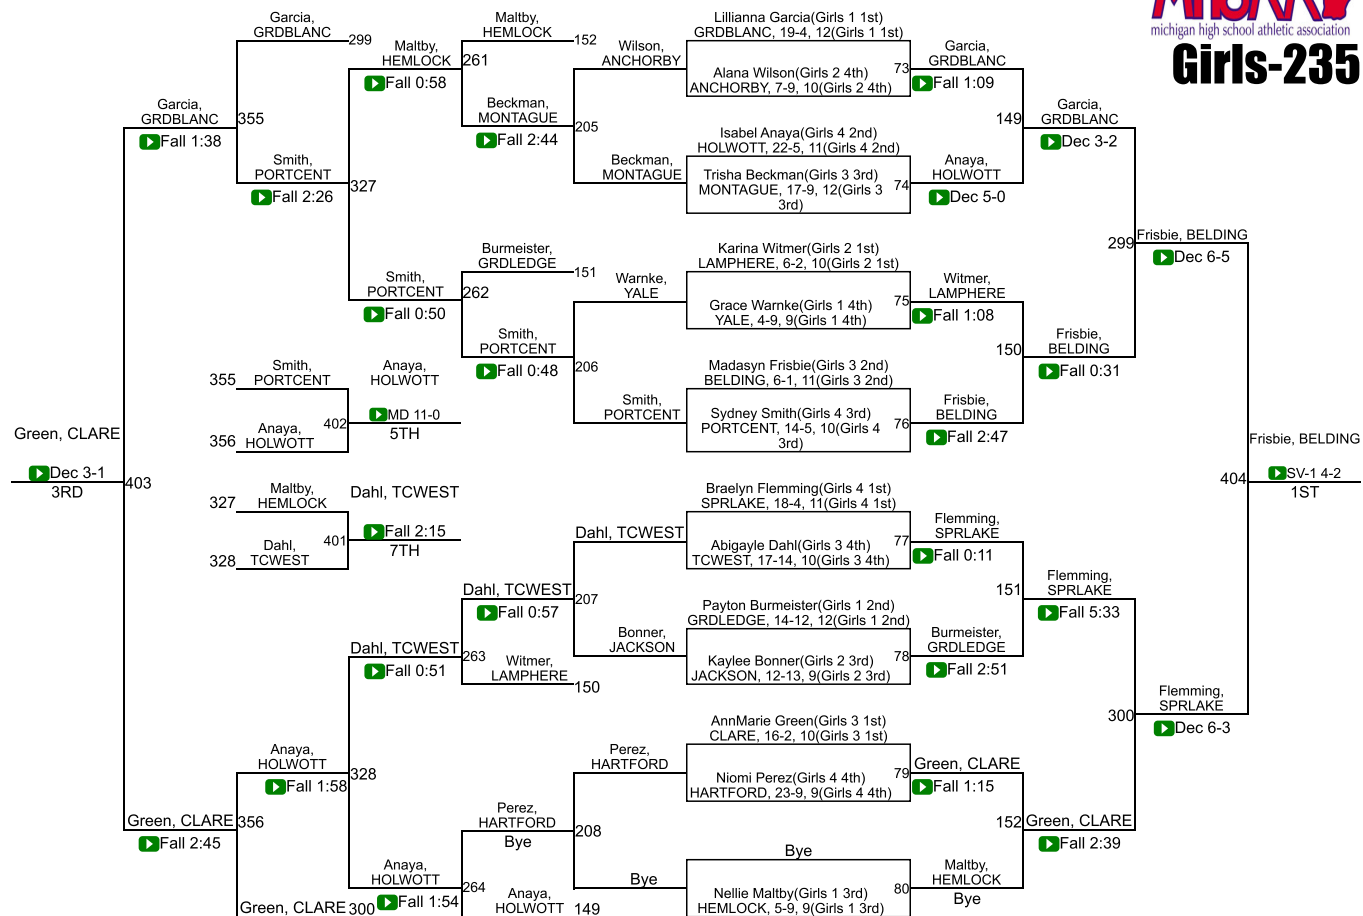 michigan high school athletic association
Girls-235
Garcia,
GRDBLANC
299
Maltby,
HEMLOCK
152
Maltby,
HEMLOCK
261
Fall 0:58
Wilson,
ANCHORBY
Lillianna Garcia(Girls 1 1st)
GRDBLANC, 19-4, 12(Girls 1 1st)
Alana Wilson(Girls 2 4th)
ANCHORBY, 7-9, 10(Girls 2 4th)
73
Garcia,
GRDBLANC
Fall 1:09
Garcia,
GRDBLANC
355
Fall 1:38
Beckman,
MONTAGUE
205
Fall 2:44
149
Garcia,
GRDBLANC
Dec 3-2
Smith,
PORTCENT
327
Fall 2:26
Beckman,
MONTAGUE
Isabel Anaya(Girls 4 2nd)
HOLWOTT, 22-5, 11(Girls 4 2nd)
Trisha Beckman(Girls 3 3rd)
MONTAGUE, 17-9, 12(Girls 3
3rd)
74
Anaya,
HOLWOTT
Dec 5-0
299
Frisbie, BELDING
Dec 6-5
Burmeister,
GRDLEDGE
151
Smith,
PORTCENT
262
Fall 0:50
Warnke,
YALE
Karina Witmer(Girls 2 1st)
LAMPHERE, 6-2, 10(Girls 2 1st)
Grace Warnke(Girls 1 4th)
YALE, 4-9, 9(Girls 1 4th)
75
Witmer,
LAMPHERE
Fall 1:08
Smith,
PORTCENT
206
Fall 0:48
150
Frisbie,
BELDING
Fall 0:31
355
Smith,
PORTCENT
Anaya,
HOLWOTT
402
MD 11-0
5TH
356
Anaya,
HOLWOTT
Smith,
PORTCENT
Madasyn Frisbie(Girls 3 2nd)
BELDING, 6-1, 11(Girls 3 2nd)
Sydney Smith(Girls 4 3rd)
PORTCENT, 14-5, 10(Girls 4
3rd)
76
Frisbie,
BELDING
Fall 2:47
Green, CLARE
Dec 3-1
3RD
403
Frisbie, BELDING
404
SV-1 4-2
1ST
327
Maltby,
HEMLOCK
Dahl, TCWEST
401
Fall 2:15
7TH
328
Dahl,
TCWEST
Dahl, TCWEST
Braelyn Flemming(Girls 4 1st)
SPRLAKE, 18-4, 11(Girls 4 1st)
Abigayle Dahl(Girls 3 4th)
TCWEST, 17-14, 10(Girls 3 4th)
77
Flemming,
SPRLAKE
Fall 0:11
Dahl, TCWEST
207
Fall 0:57
151
Flemming,
SPRLAKE
Fall 5:33
Dahl, TCWEST
263
Fall 0:51
Witmer,
LAMPHERE
150
Bonner,
JACKSON
Payton Burmeister(Girls 1 2nd)
GRDLEDGE, 14-12, 12(Girls 1 2nd)
Kaylee Bonner(Girls 2 3rd)
JACKSON, 12-13, 9(Girls 2 3rd)
78
Burmeister,
GRDLEDGE
Fall 2:51
300
Flemming,
SPRLAKE
Dec 6-3
Anaya,
HOLWOTT
328
Fall 1:58
Perez,
HARTFORD
AnnMarie Green(Girls 3 1st)
CLARE, 16-2, 10(Girls 3 1st)
Niomi Perez(Girls 4 4th)
HARTFORD, 23-9, 9(Girls 4 4th)
79
Green, CLARE
Fall 1:15
Green, CLARE
356
Fall 2:45
Perez,
HARTFORD
208
Bye
152
Green, CLARE
Fall 2:39
Anaya,
HOLWOTT
264
Fall 1:54
Bye
Bye
Nellie Maltby(Girls 1 3rd)
HEMLOCK, 5-9, 9(Girls 1 3rd)
80
Maltby,
HEMLOCK
Bye
Green, CLARE
300
Anaya,
HOLWOTT
149